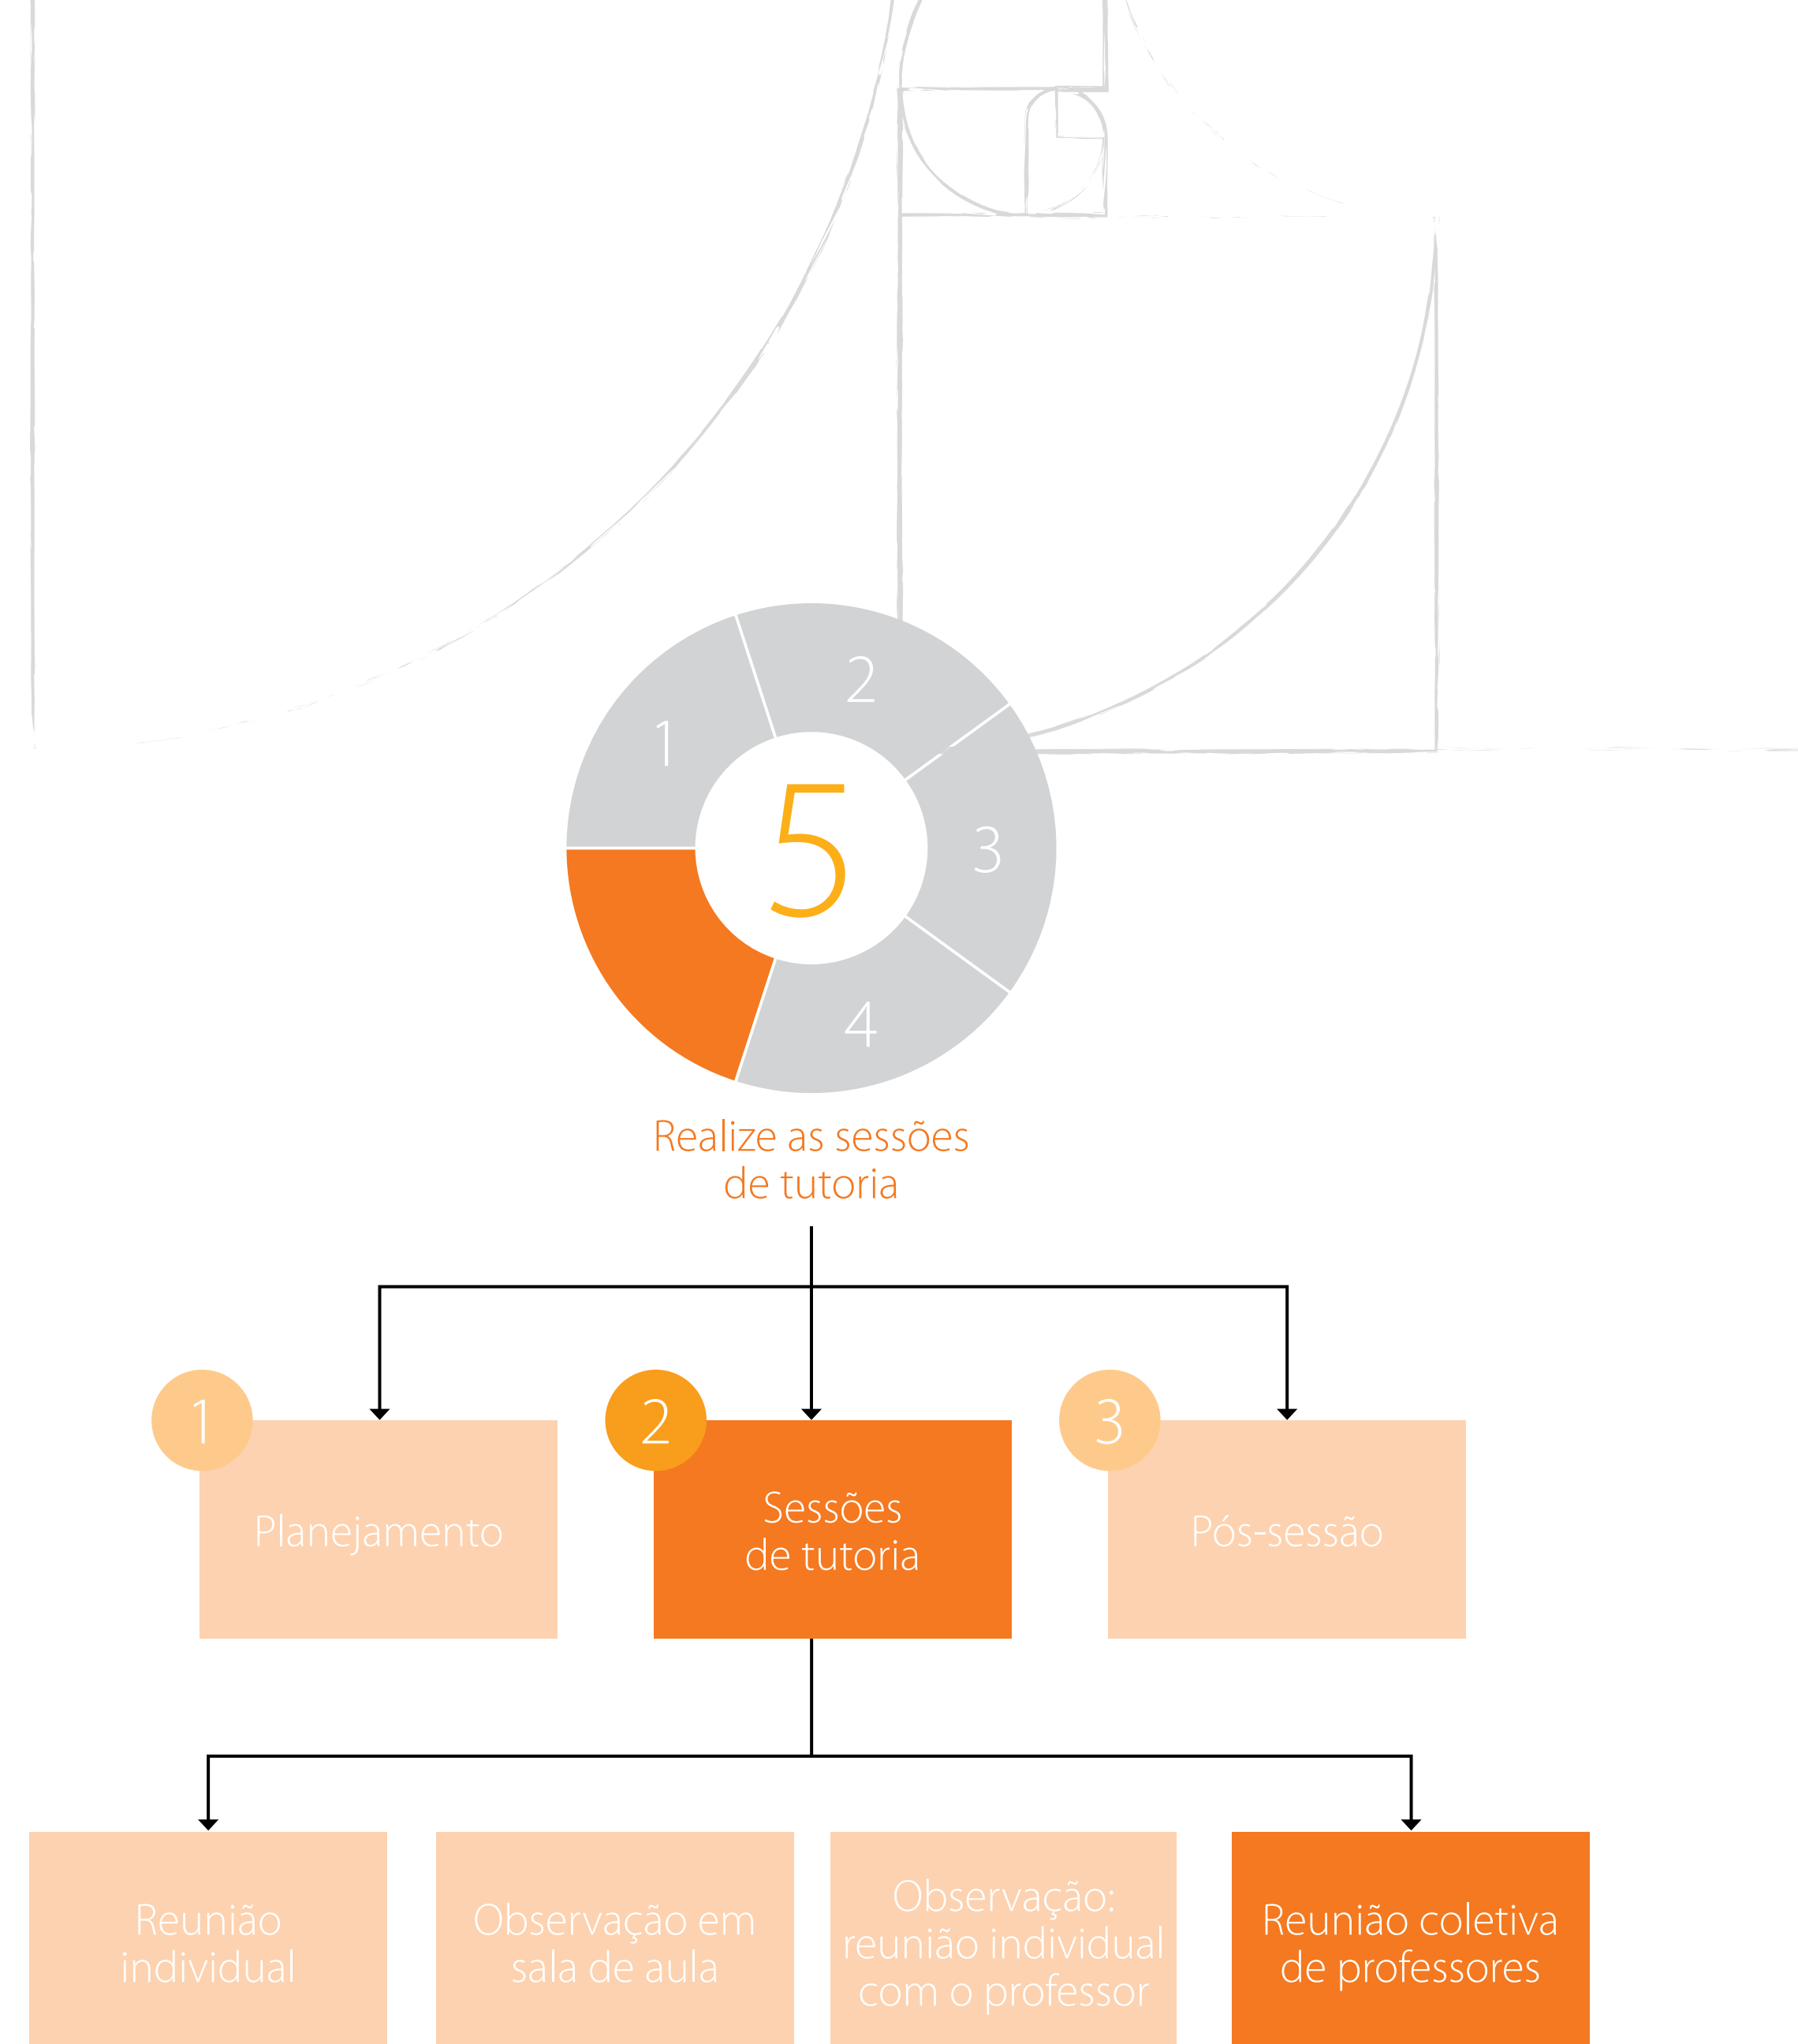 2
1
5
3
4
Realize as sessões
de tutoria
1
2
3
Planejamento
Sessões
de tutoria
Pós-sessão
Reunião
individual
Observação em
sala de aula
Observação:
reunião individual
com o professor
Reunião coletiva
de professores